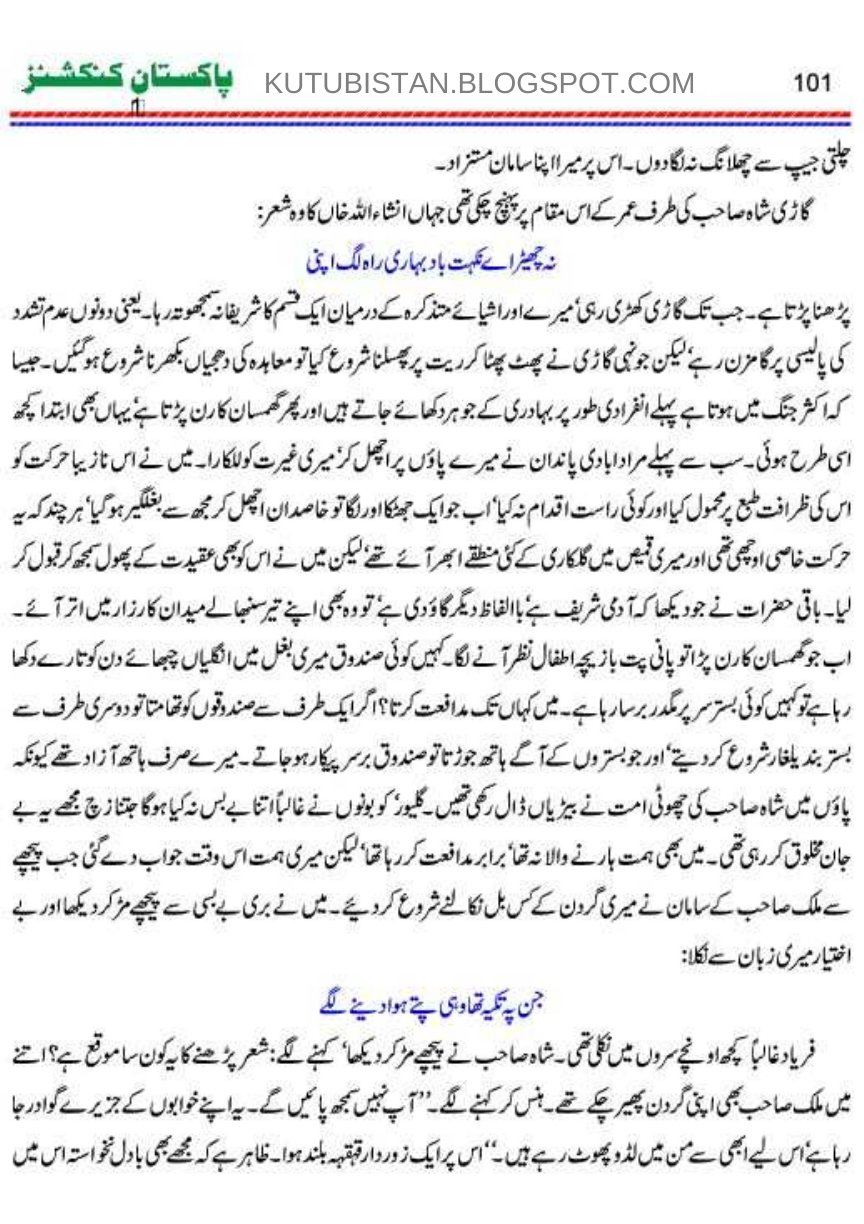 پاکستان کنکشنز KUTUBISTAN.BLOGSPOT.COM 101
چلتی جیپ سے چھلانگ نہ لگا دوں۔ اس پر میرا اپنا سامان مستزاد۔
گاڑی شاہ صاحب کی طرف عمر کے اس مقام پر پہنچ چکی تھی جہاں انشاء اللہ خاں کا وہ شعر:
نہ چھیڑ اے نکہت باد بہاری راہ لگ اپنی
پڑھنا پڑتا ہے۔ جب تک گاڑی کھڑی رہی‘ میرے اور اشیائے متذکرہ کے درمیان ایک قسم کا شریفانہ سمجھوتہ رہا۔ یعنی دونوں عدم تشدد
کی پالیسی پر گامزن رہے‘ لیکن جونہی گاڑی نے پھٹ پھٹا کر ریت پر پھسلنا شروع کیا تو معاہدہ کی دھجیاں بکھرنا شروع ہو گئیں۔ جیسا
کہ اکثر جنگ میں ہوتا ہے پہلے انفرادی طور پر بہادری کے جوہر دکھائے جاتے ہیں اور پھر گھمسان کا رن پڑتا ہے‘ یہاں بھی ابتدا کچھ
اسی طرح ہوئی۔ سب سے پہلے مرادابادی پاندان نے میرے پاؤں پر اچھل کر‘ میری غیرت کو للکارا۔ میں نے اس نازیبا حرکت کو
اس کی ظرافت طبع پر محمول کیا اور کوئی راست اقدام نہ کیا‘ اب جو ایک جھٹکا اور لگا تو خاصدان اچھل کر مجھ سے بغلگیر ہو گیا‘ ہر چند کہ یہ
حرکت خاصی اوچھی تھی اور میری قمیص میں گلکاری کے کئی منطقے ابھر آئے تھے‘ لیکن میں نے اس کو بھی عقیدت کے پھول سمجھ کر قبول کر
لیا۔ باقی حضرات نے جو دیکھا کہ آدمی شریف ہے‘ باالفاظ دیگر گاؤدی ہے‘ تو وہ بھی اپنے تیر سنبھالے میدان کارزار میں اتر آئے۔
اب جو گھمسان کا رن پڑا تو پانی پت بازیچہ اطفال نظر آنے لگا۔ کہیں کوئی صندوق میری بغل میں انگلیاں چبھائے دن کو تارے دکھا
رہا ہے تو کہیں کوئی بستر سر پر مگدر برسا رہا ہے۔ میں کہاں تک مدافعت کرتا؟ اگر ایک طرف سے صندوقوں کو تھامتا تو دوسری طرف سے
بستر بند یلغار شروع کر دیتے‘ اور جو بستروں کے آگے ہاتھ جوڑتا تو صندوق برسر پیکار ہو جاتے۔ میرے صرف ہاتھ آزاد تھے کیونکہ
پاؤں میں شاہ صاحب کی چھوٹی امت نے بیڑیاں ڈال رکھی تھیں۔ گلیور‘ کو بونوں نے غالباً اتنا بے بس نہ کیا ہوگا جتنا زچ مجھے یہ بے
جان مخلوق کر رہی تھی۔ میں بھی ہمت ہارنے والا نہ تھا‘ برابر مدافعت کر رہا تھا‘ لیکن میری ہمت اس وقت جواب دے گئی جب پیچھے
سے ملک صاحب کے سامان نے میری گردن کے کس بل نکالنے شروع کر دیئے۔ میں نے بری بے بسی سے پیچھے مڑ کر دیکھا اور بے
اختیار میری زبان سے نکلا:
جن پہ تکیہ تھا وہی پتے ہوا دینے لگے
فریاد غالباً کچھ اونچے سروں میں نکلی تھی۔ شاہ صاحب نے پیچھے مڑ کر دیکھا‘ کہنے لگے: شعر پڑھنے کا یہ کون سا موقع ہے؟ اتنے
میں ملک صاحب بھی اپنی گردن پھیر چکے تھے۔ ہنس کر کہنے لگے۔ ’’آپ نہیں سمجھ پائیں گے۔ یہ اپنے خوابوں کے جزیرے گوادر جا
رہا ہے‘ اس لیے ابھی سے من میں لڈو پھوٹ رہے ہیں۔‘‘ اس پر ایک زوردار قہقہہ بلند ہوا۔ ظاہر ہے کہ مجھے بھی بادل نخواستہ اس میں